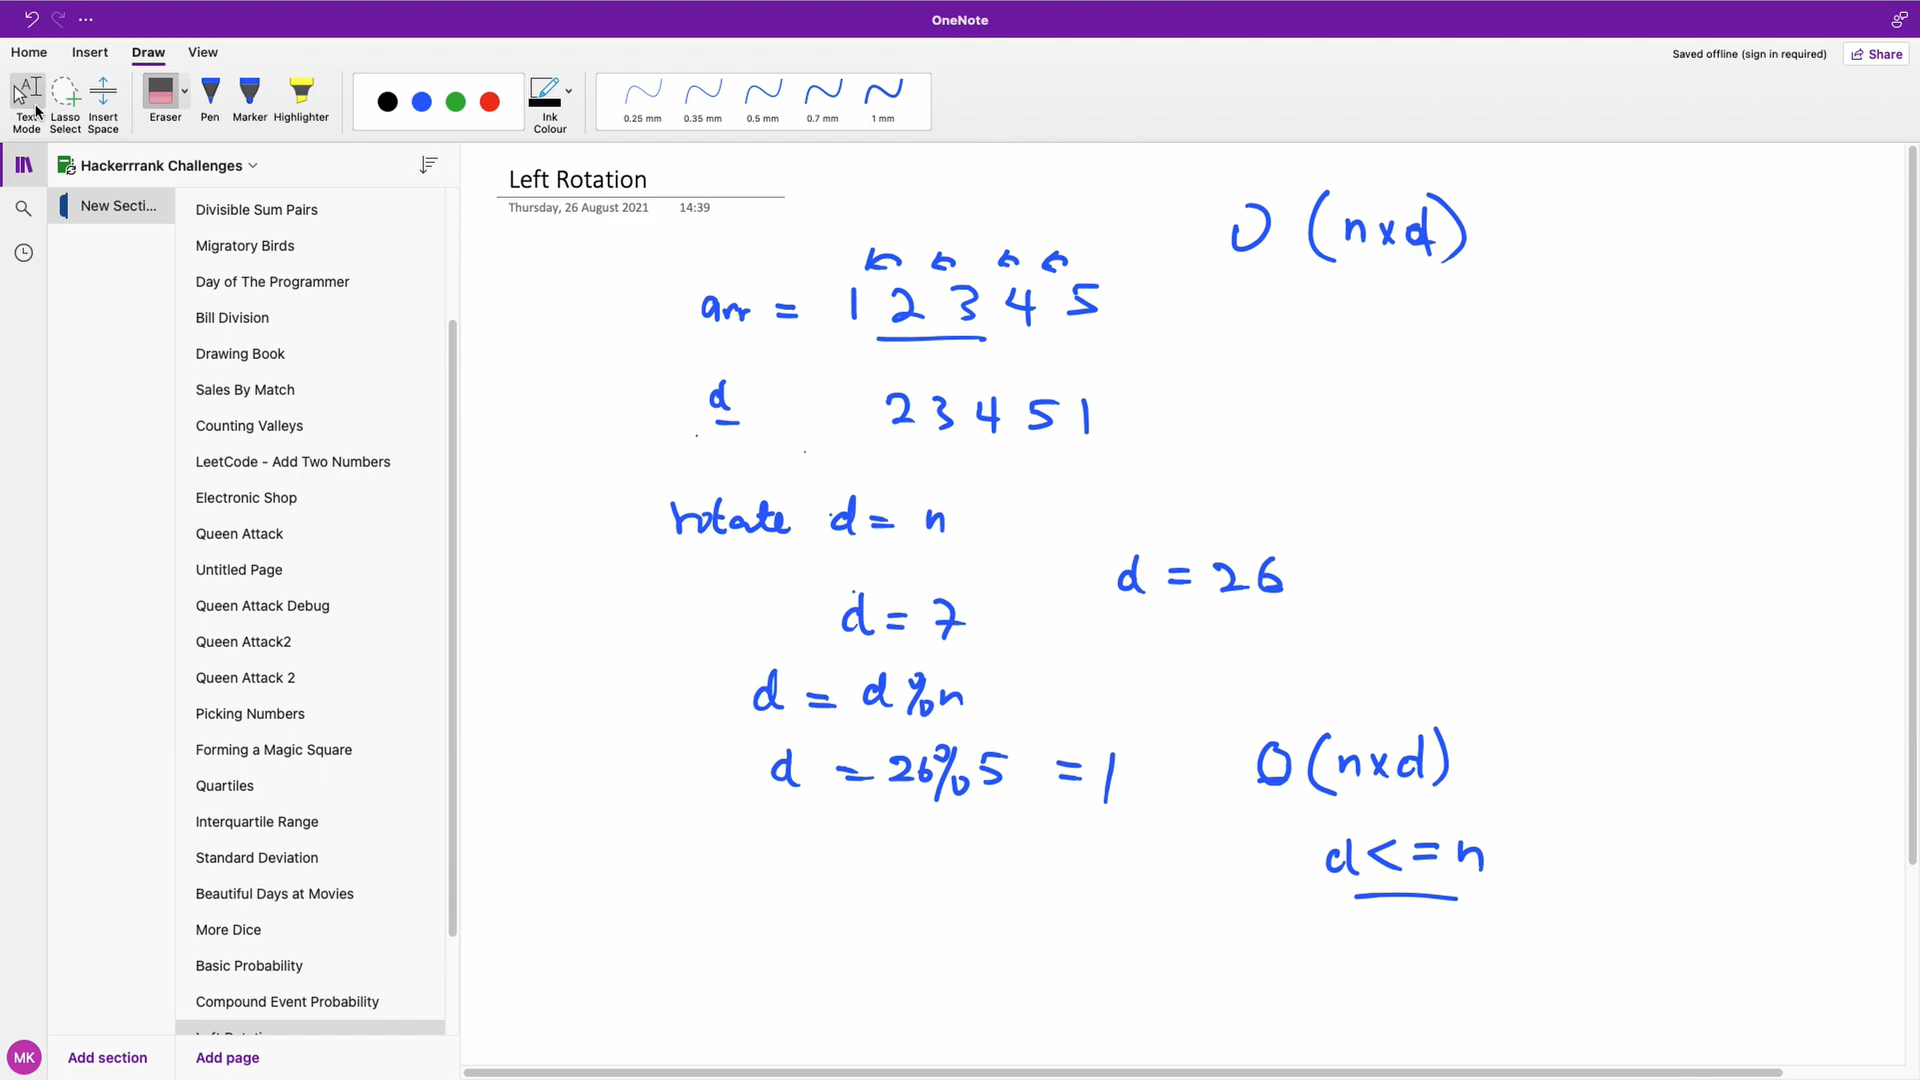 OneNote
Home Insert Draw View
Saved offline (sign in required) Share
Text Mode
Lasso Select
Insert Space
Eraser
Pen
Marker
Highlighter
Ink Colour
0.25 mm 0.35 mm 0.5 mm 0.7 mm 1 mm
Hackerrrank Challenges
New Secti...
Divisible Sum Pairs
Migratory Birds
Day of The Programmer
Bill Division
Drawing Book
Sales By Match
Counting Valleys
LeetCode - Add Two Numbers
Electronic Shop
Queen Attack
Untitled Page
Queen Attack Debug
Queen Attack2
Queen Attack 2
Picking Numbers
Forming a Magic Square
Quartiles
Interquartile Range
Standard Deviation
Beautiful Days at Movies
More Dice
Basic Probability
Compound Event Probability
MK
Add section
Add page
Left Rotation
Thursday, 26 August 2021 14:39
O (n x d)
arr = 1 2 3 4 5
d 2 3 4 5 1
rotate d = n
d = 26
d = 7
d = d % n
d = 26 % 5 = 1
O (n x d)
d < = n